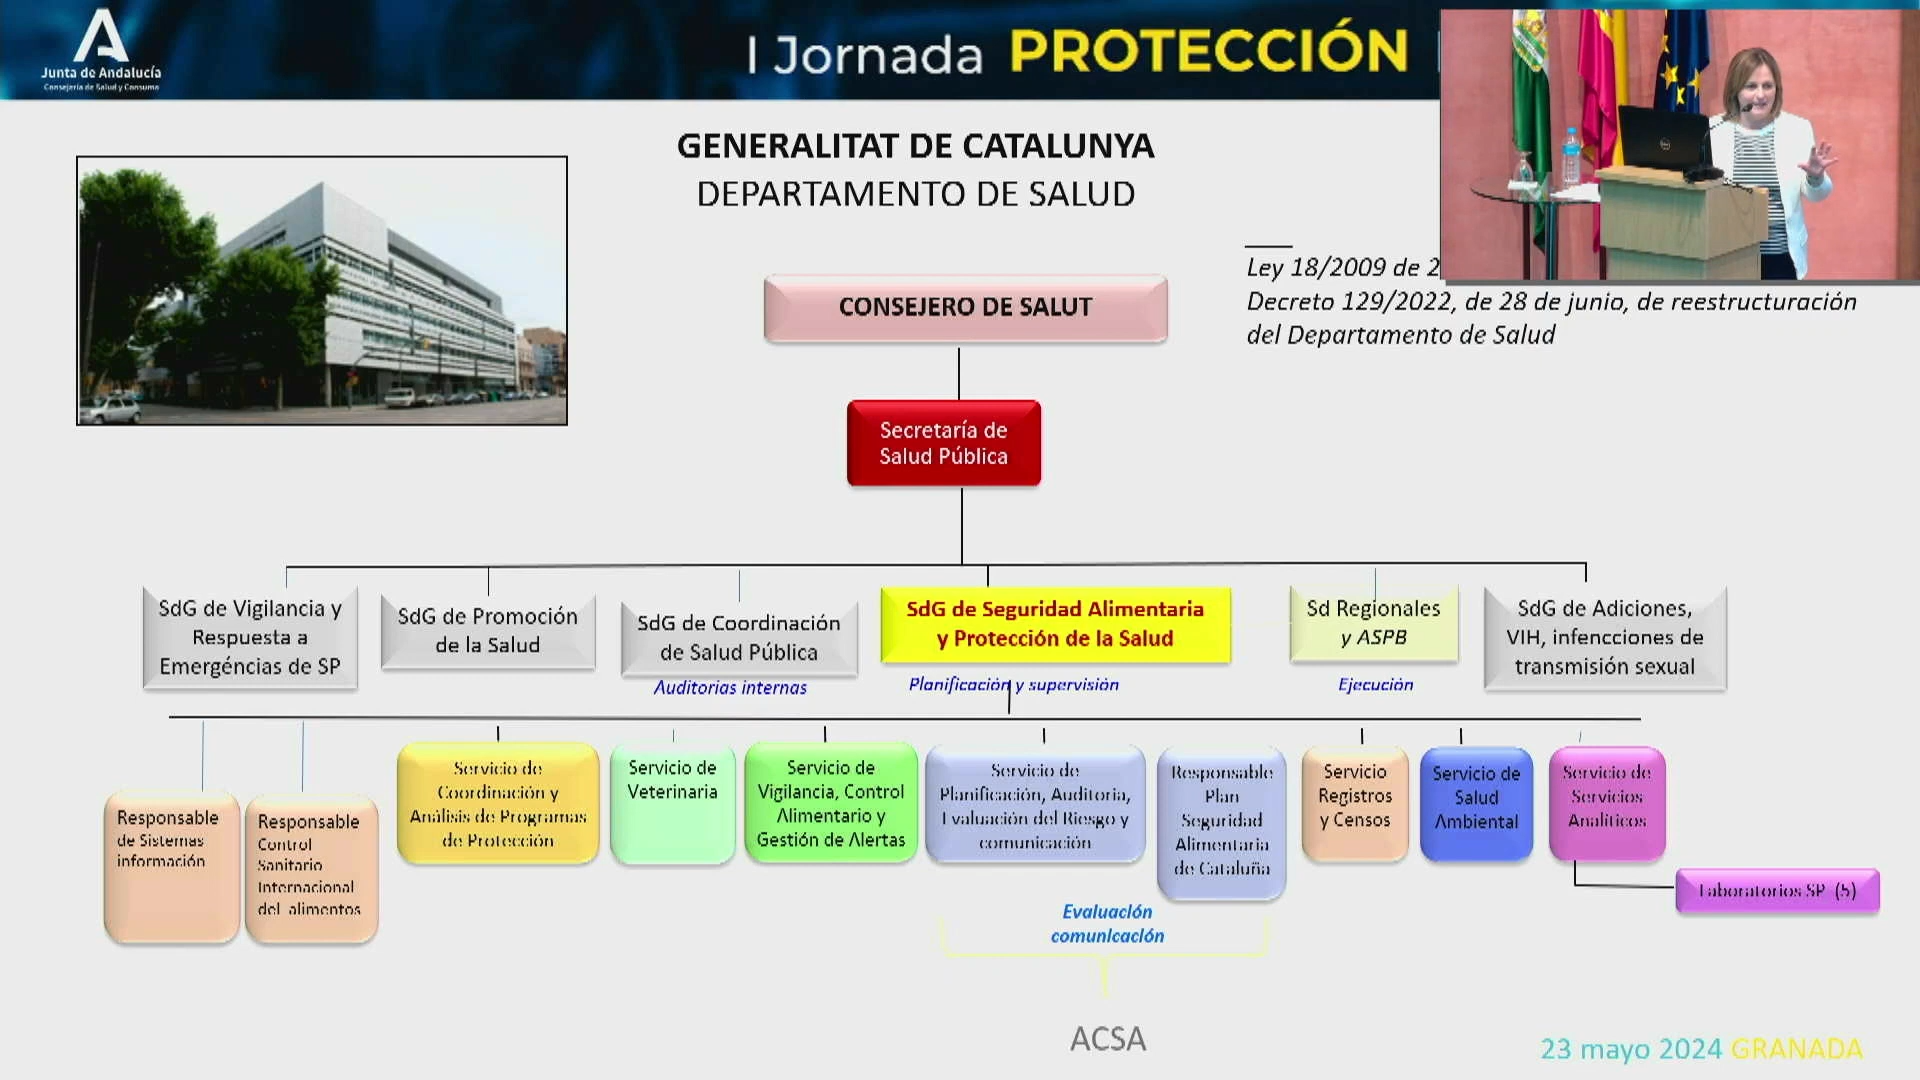 Junta de Andalucía
Consejería de Salud y Consumo
I Jornada PROTECCIÓN
GENERALITAT DE CATALUNYA
DEPARTAMENTO DE SALUD
Ley 18/2009 de 2
Decreto 129/2022, de 28 de junio, de reestructuración
del Departamento de Salud
CONSEJERO DE SALUT
Secretaría de
Salud Pública
SdG de Vigilancia y
Respuesta a
Emergéncias de SP
SdG de Promoción
de la Salud
SdG de Coordinación
de Salud Pública
Auditorias internas
SdG de Seguridad Alimentaria
y Protección de la Salud
Planificación y supervisión
Sd Regionales
y ASPB
Ejecución
SdG de Adiciones,
VIH, infencciones de
transmisión sexual
Responsable
de Sistemas
información
Responsable
Control
Sanitario
Internacional
del alimentos
Servicio de
Coordinación y
Análisis de Programas
de Protección
Servicio de
Veterinaria
Servicio de
Vigilancia, Control
Alimentario y
Gestión de Alertas
Servicio de
Planificación, Auditoria,
Evaluación del Riesgo y
comunicación
Responsable
Plan
Seguridad
Alimentaria
de Cataluña
Servicio
Registros
y Censos
Servicio de
Salud
Ambiental
Servicio de
Servicios
Analíticos
Laboratorios SP (5)
Evaluación
comunicación
ACSA
23 mayo 2024 GRANADA